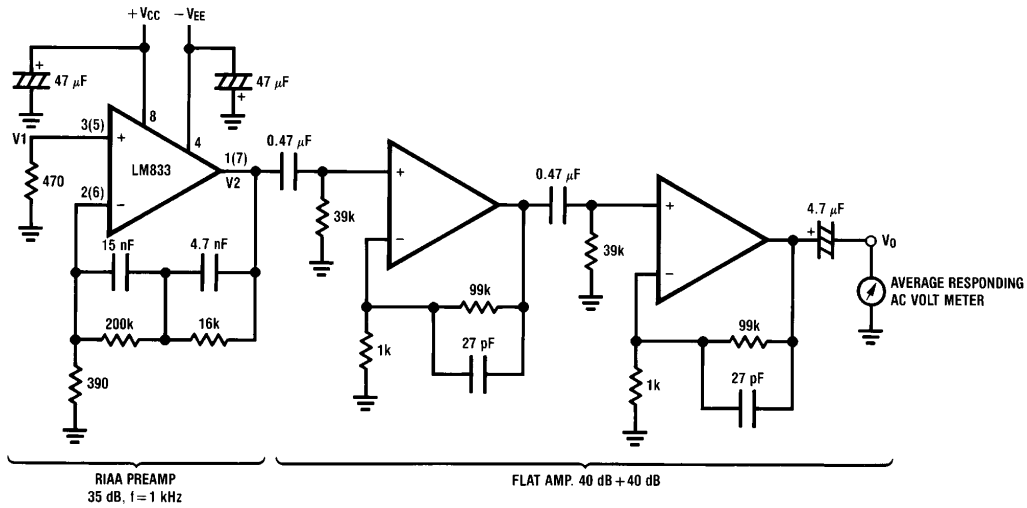 +VCC
−VEE
+
47 μF
47 μF
+
8
3(5)
V1
+
4
0.47 μF
LM833
1(7)
+
V2
470
2(6)
−
0.47 μF
39k
+
4.7 μF
+
VO
15 nF
4.7 nF
−
39k
−
AVERAGE RESPONDING
AC VOLT METER
99k
200k
16k
99k
1k
27 pF
390
1k
27 pF
RIAA PREAMP
35 dB, f = 1 kHz
FLAT AMP. 40 dB + 40 dB